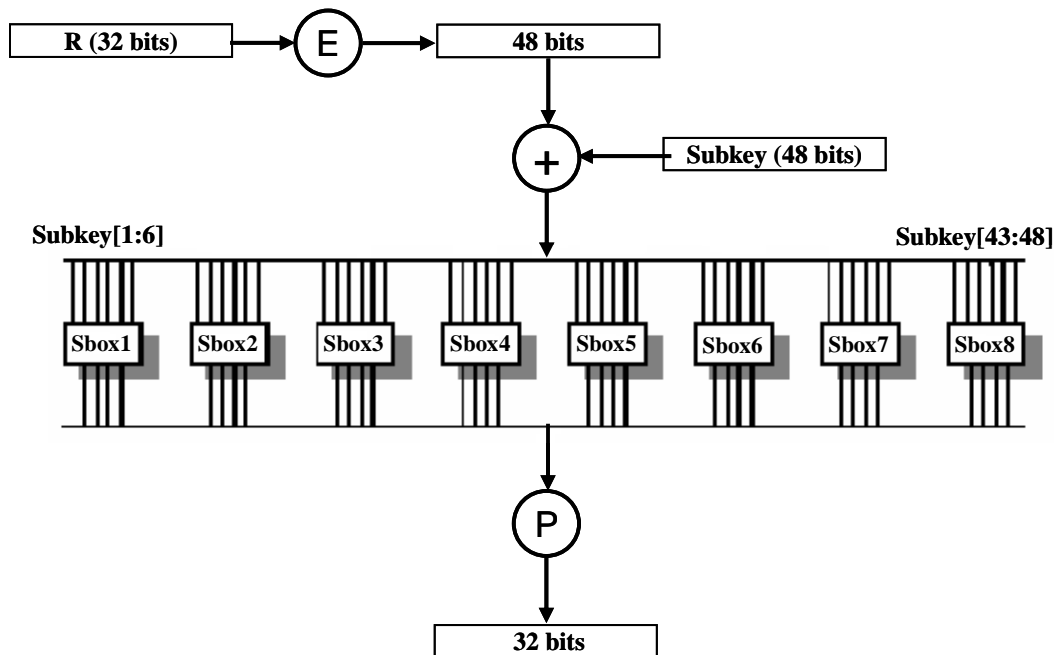 R (32 bits)
E
48 bits
+
Subkey (48 bits)
Subkey[1:6]
Subkey[43:48]
Sbox1
Sbox2
Sbox3
Sbox4
Sbox5
Sbox6
Sbox7
Sbox8
P
32 bits